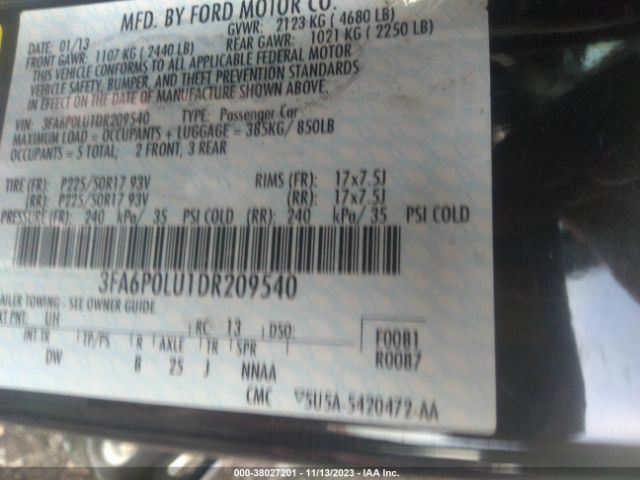 MFD. BY FORD MOTOR CO.
DATE: 01/13 GVWR: 2123 KG ( 4680 LB)
FRONT GAWR: 1107 KG ( 2440 LB) REAR GAWR: 1021 KG ( 2250 LB)
THIS VEHICLE CONFORMS TO ALL APPLICABLE FEDERAL MOTOR
VEHICLE SAFETY, BUMPER, AND THEFT PREVENTION STANDARDS
IN EFFECT ON THE DATE OF MANUFACTURE SHOWN ABOVE.
VIN: 3FA6P0LU1DR209540 TYPE: Passenger Car
MAXIMUM LOAD = OCCUPANTS + LUGGAGE = 385KG/ 850LB
OCCUPANTS = 5 TOTAL; 2 FRONT, 3 REAR
TIRE (FR): P225/50R17 93V RIMS (FR): 17x7.5J
(RR): P225/50R17 93V (RR): 17x7.5J
PRESSURE (FR): 240 kPa/ 35 PSI COLD (RR): 240 kPa/ 35 PSI COLD
3FA6P0LU1DR209540
AILER TOWING - SEE OWNER GUIDE
EXT PNT: UH RC: 13 DSO: F0081
INT TR TP/PS R AXLE TR SPR R0087
DW 8 25 J NNAA
CMC 5U5A-5420472-AA
000-38027201 - 11/13/2023 - IAA Inc.